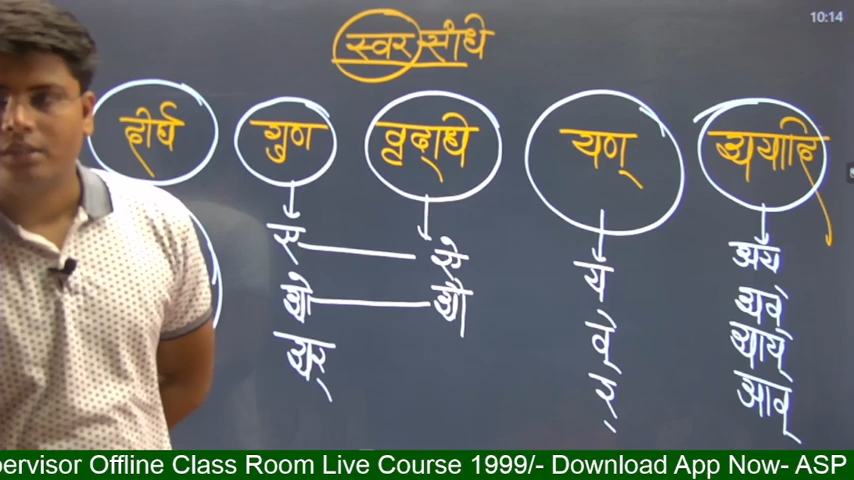 10:14
स्वर संधि
दीर्घ गुण वृद्धि यण् अयादि
ए ऐ य अय
ओ औ व अव
अर् र आय्
आव
pervisor Offline Class Room Live Course 1999/- Download App Now- ASP